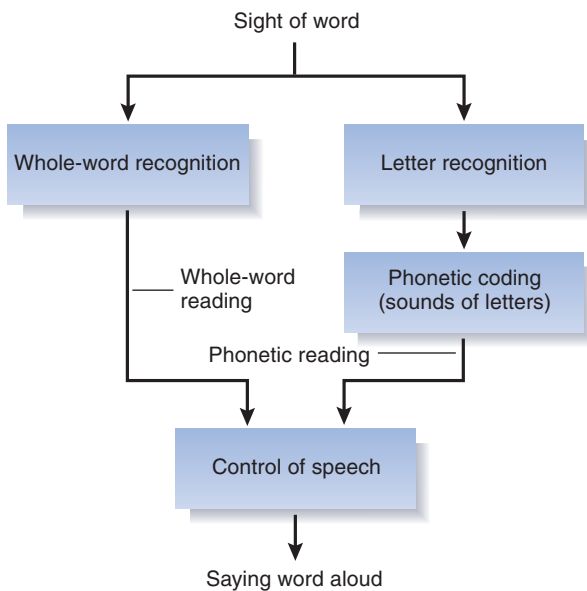 Sight of word
Whole-word recognition
Letter recognition
Whole-word
reading
Phonetic coding
(sounds of letters)
Phonetic reading
Control of speech
Saying word aloud